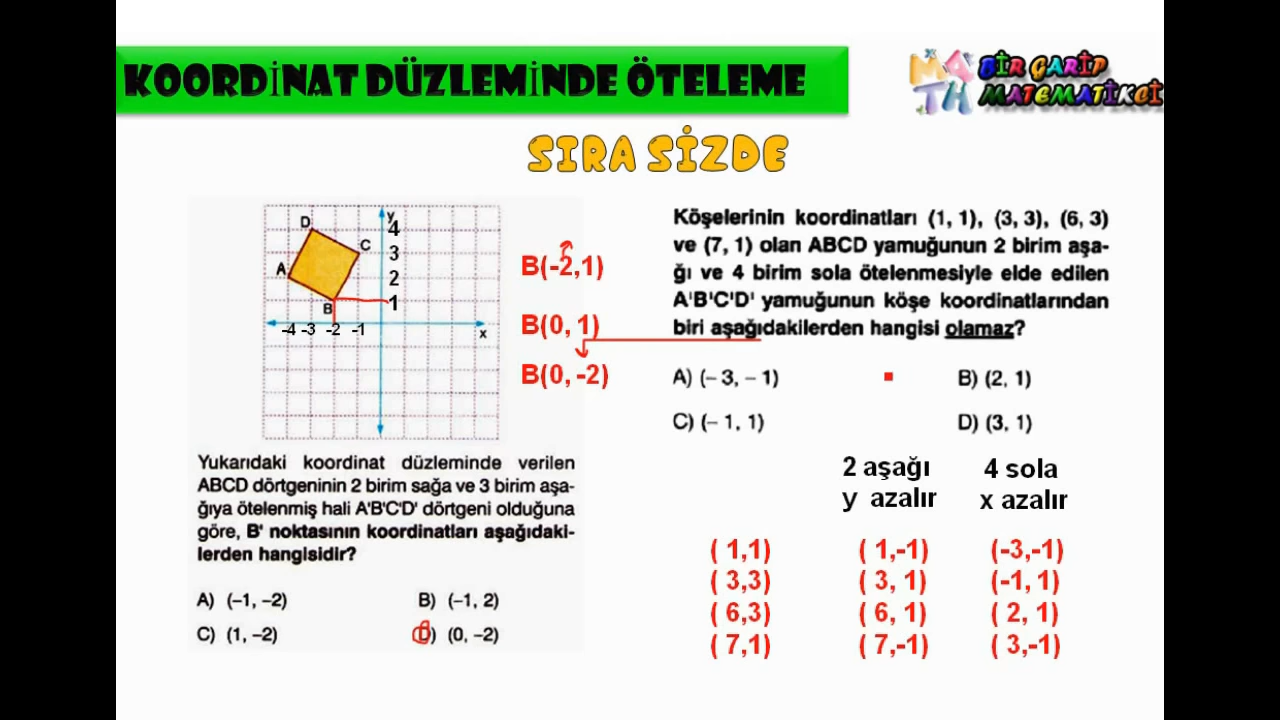 KOORDİNAT DÜZLEMİNDE ÖTELEME
MATH
BİR GARİP
MATEMATİKCİ
SIRA SİZDE
y
4
3
2
1
D
C
A
B
-4 -3 -2 -1
x
B(-2,1)
B(0, 1)
B(0, -2)
Yukarıdaki koordinat düzleminde verilen
ABCD dörtgeninin 2 birim sağa ve 3 birim aşa-
ğıya ötelenmiş hali A'B'C'D' dörtgeni olduğuna
göre, B' noktasının koordinatları aşağıdaki-
lerden hangisidir?
A) (–1, –2)
B) (–1, 2)
C) (1, –2)
D) (0, –2)
Köşelerinin koordinatları (1, 1), (3, 3), (6, 3)
ve (7, 1) olan ABCD yamuğunun 2 birim aşa-
ğı ve 4 birim sola ötelenmesiyle elde edilen
A'B'C'D' yamuğunun köşe koordinatlarından
biri aşağıdakilerden hangisi olamaz?
A) (– 3, – 1)
B) (2, 1)
C) (– 1, 1)
D) (3, 1)
2 aşağı
y azalır
4 sola
x azalır
( 1,1) ( 1,-1) (-3,-1)
( 3,3) ( 3, 1) (-1, 1)
( 6,3) ( 6, 1) ( 2, 1)
( 7,1) ( 7,-1) ( 3,-1)